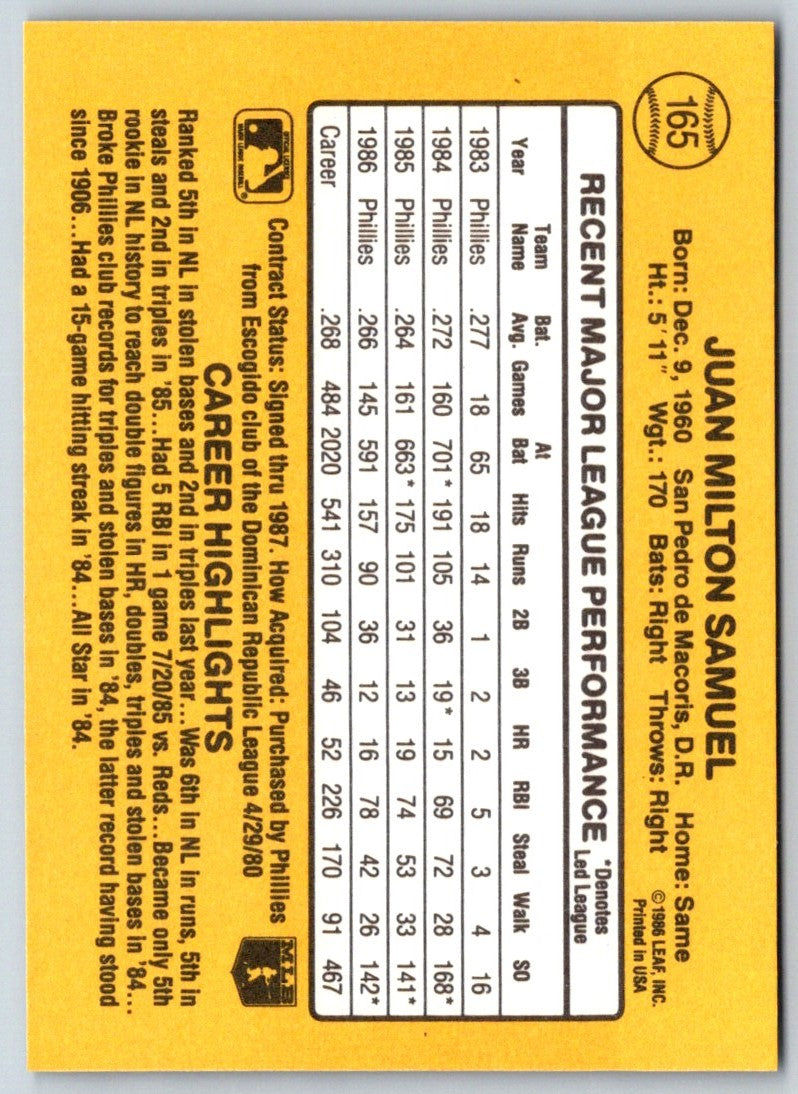 165
JUAN MILTON SAMUEL
Born: Dec. 9, 1960 San Pedro de Macoris, D.R. Home: Same
Ht.: 5'11" Wgt.: 170 Bats: Right Throws: Right
© 1986 LEAF, INC.
Printed in USA
RECENT MAJOR LEAGUE PERFORMANCE *Denotes Led League
Year Team Name Bat. Avg. Games At Bat Hits Runs 2B 3B HR RBI Steal Walk SO
1983 Phillies .277 18 65 18 14 1 2 2 5 3 4 16
1984 Phillies .272 160 701* 191 105 36 19* 15 69 72 28 168*
1985 Phillies .264 161 663* 175 101 31 13 19 74 53 33 141*
1986 Phillies .266 145 591 157 90 36 12 16 78 42 26 142*
Career .268 484 2020 541 310 104 46 52 226 170 91 467
OFFICIAL LICENSEE
MAJOR LEAGUE BASEBALL
®
Contract Status: Signed thru 1987. How Acquired: Purchased by Phillies
from Escogido club of the Dominican Republic League 4/29/80
MLB
CAREER HIGHLIGHTS
Ranked 5th in NL in stolen bases and 2nd in triples last year...Was 6th in NL in runs, 5th in
steals and 2nd in triples in '85...Had 5 RBI in 1 game 7/20/85 vs. Reds...Became only 5th
rookie in NL history to reach double figures in HR, doubles, triples and stolen bases in '84...
Broke Phillies club records for triples and stolen bases in '84, the latter record having stood
since 1906...Had a 15-game hitting streak in '84...All Star in '84.